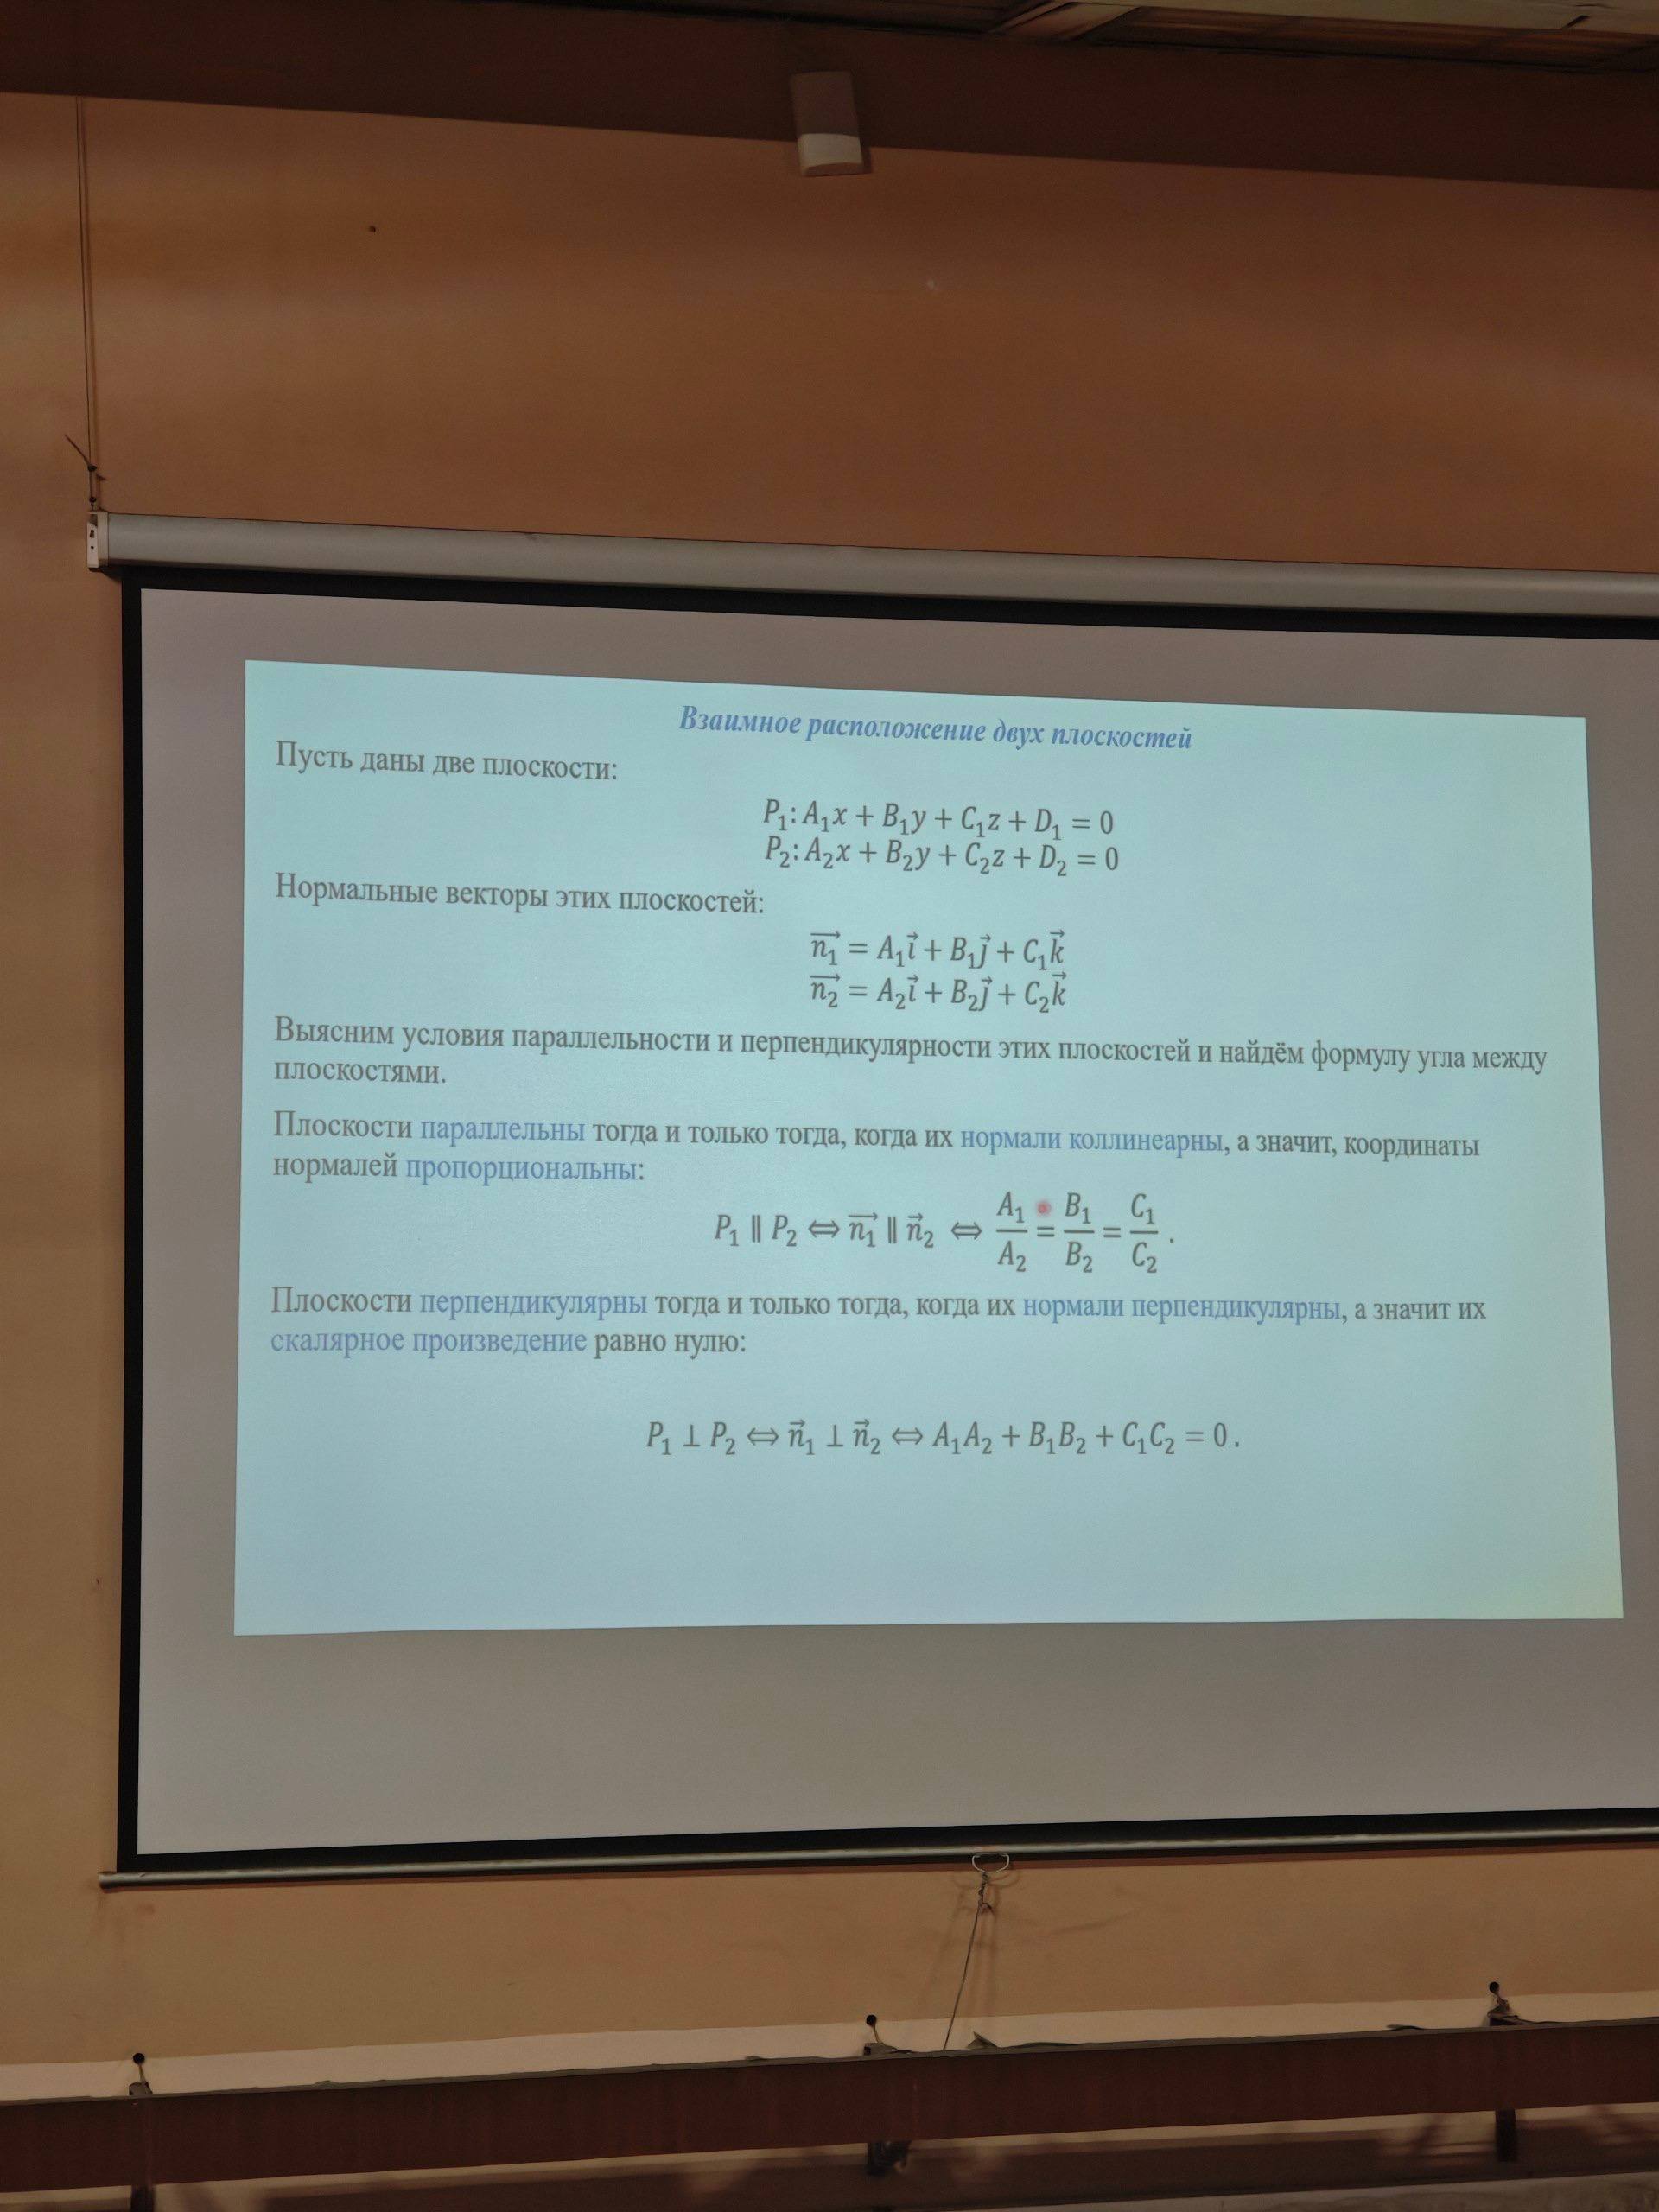 Взаимное расположение двух плоскостей
Пусть даны две плоскости:
P₁: A₁x + B₁y + C₁z + D₁ = 0
P₂: A₂x + B₂y + C₂z + D₂ = 0
Нормальные векторы этих плоскостей:
n₁⃗ = A₁i⃗ + B₁j⃗ + C₁k⃗
n₂⃗ = A₂i⃗ + B₂j⃗ + C₂k⃗
Выясним условия параллельности и перпендикулярности этих плоскостей и найдём формулу угла между
плоскостями.
Плоскости параллельны тогда и только тогда, когда их нормали коллинеарны, а значит, координаты
нормалей пропорциональны:
P₁ ∥ P₂ ⇔ n₁⃗ ∥ n⃗₂ ⇔ A₁/A₂ = B₁/B₂ = C₁/C₂ .
Плоскости перпендикулярны тогда и только тогда, когда их нормали перпендикулярны, а значит их
скалярное произведение равно нулю:
P₁ ⊥ P₂ ⇔ n⃗₁ ⊥ n⃗₂ ⇔ A₁A₂ + B₁B₂ + C₁C₂ = 0 .